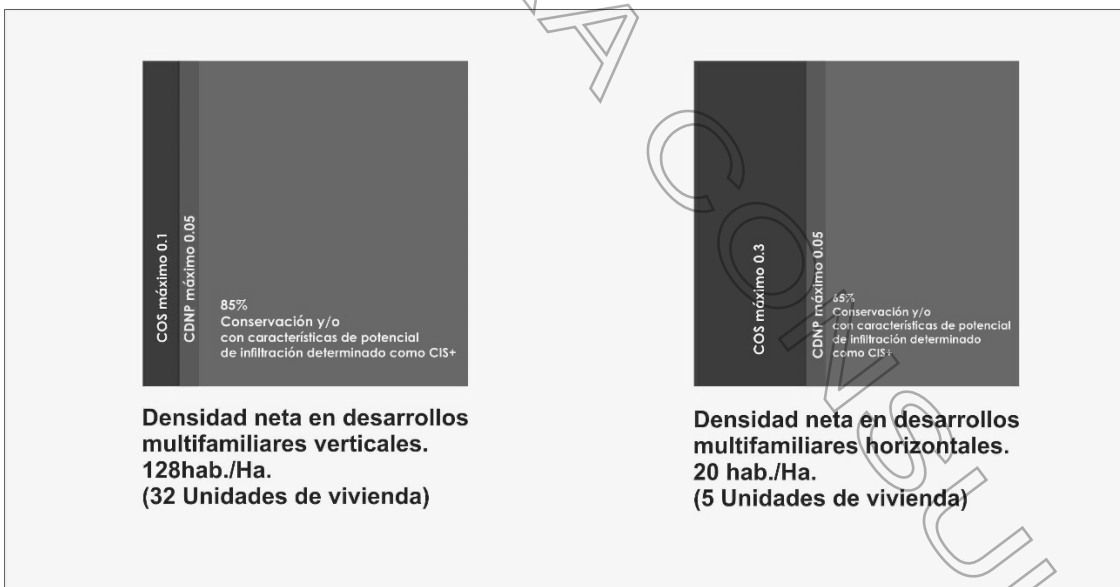 COS máximo 0.1
CDNP máximo 0.05
85%
Conservación y/o
con características de potencial
de infiltración determinado como CIS+
Densidad neta en desarrollos
multifamiliares verticales.
128hab./Ha.
(32 Unidades de vivienda)
COS máximo 0.3
CDNP máximo 0.05
65%
Conservación y/o
con características de potencial
de infiltración determinado
como CIS+
Densidad neta en desarrollos
multifamiliares horizontales.
20 hab./Ha.
(5 Unidades de vivienda)
A CONSU